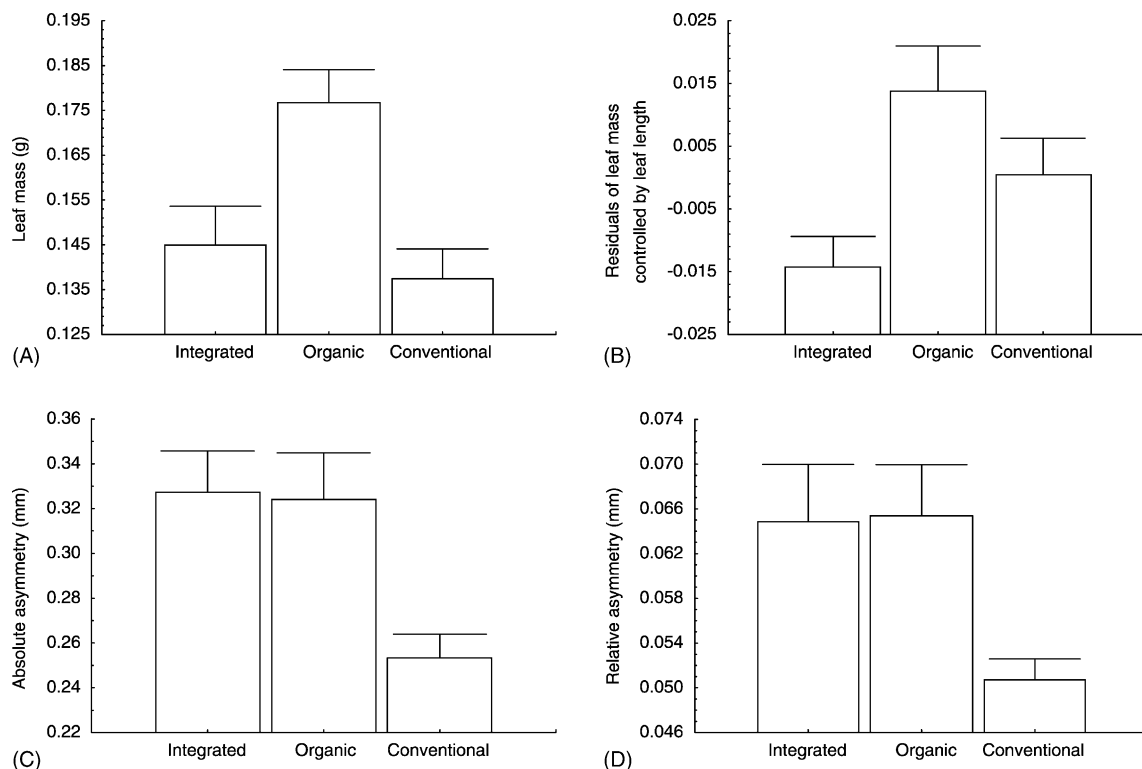 Leaf mass (g)
0.195
0.185
0.175
0.165
0.155
0.145
0.135
0.125
Integrated Organic Conventional
(A)
Residuals of leaf mass
controlled by leaf length
0.025
0.015
0.005
-0.005
-0.015
-0.025
Integrated Organic Conventional
(B)
Absolute asymmetry (mm)
0.36
0.34
0.32
0.30
0.28
0.26
0.24
0.22
Integrated Organic Conventional
(C)
Relative asymmetry (mm)
0.074
0.070
0.066
0.062
0.058
0.054
0.050
0.046
Integrated Organic Conventional
(D)